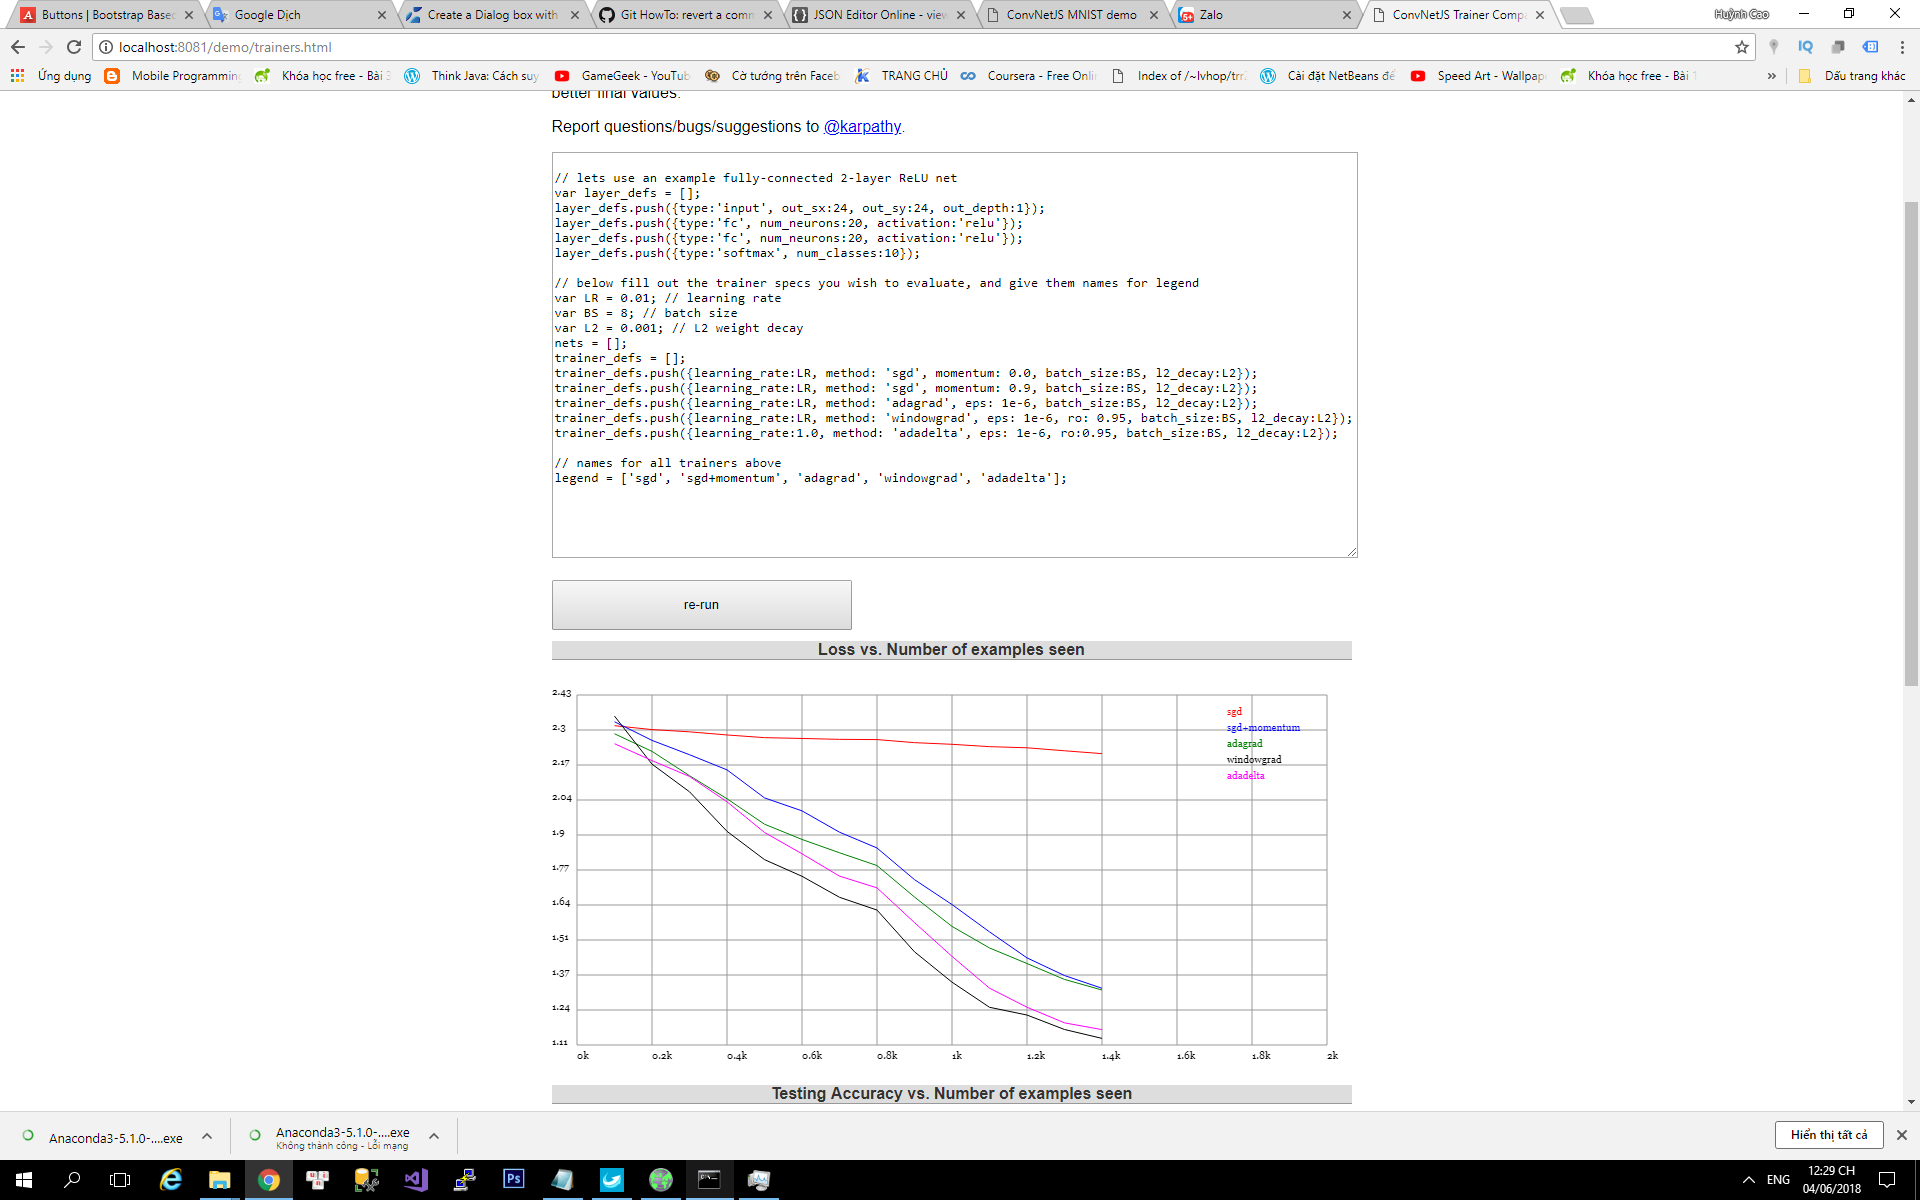 Buttons | Bootstrap Based
Google Dịch
Create a Dialog box with
Git HowTo: revert a comm
JSON Editor Online - view
ConvNetJS MNIST demo
Zalo
ConvNetJS Trainer Comp
Huỳnh Cao
localhost:8081/demo/trainers.html
Ứng dụng
Mobile Programming
Khóa học free - Bài 3
Think Java: Cách suy
GameGeek - YouTub
Cờ tướng trên Faceb
TRANG CHỦ
Coursera - Free Onli
Index of /~lvhop/trr
Cài đặt NetBeans để
Speed Art - Wallpap
Khóa học free - Bài 1
»
Dấu trang khác
better final values.
Report questions/bugs/suggestions to @karpathy.
// lets use an example fully-connected 2-layer ReLU net
var layer_defs = [];
layer_defs.push({type:'input', out_sx:24, out_sy:24, out_depth:1});
layer_defs.push({type:'fc', num_neurons:20, activation:'relu'});
layer_defs.push({type:'fc', num_neurons:20, activation:'relu'});
layer_defs.push({type:'softmax', num_classes:10});
// below fill out the trainer specs you wish to evaluate, and give them names for legend
var LR = 0.01; // learning rate
var BS = 8; // batch size
var L2 = 0.001; // L2 weight decay
nets = [];
trainer_defs = [];
trainer_defs.push({learning_rate:LR, method: 'sgd', momentum: 0.0, batch_size:BS, l2_decay:L2});
trainer_defs.push({learning_rate:LR, method: 'sgd', momentum: 0.9, batch_size:BS, l2_decay:L2});
trainer_defs.push({learning_rate:LR, method: 'adagrad', eps: 1e-6, batch_size:BS, l2_decay:L2});
trainer_defs.push({learning_rate:LR, method: 'windowgrad', eps: 1e-6, ro: 0.95, batch_size:BS, l2_decay:L2});
trainer_defs.push({learning_rate:1.0, method: 'adadelta', eps: 1e-6, ro:0.95, batch_size:BS, l2_decay:L2});
// names for all trainers above
legend = ['sgd', 'sgd+momentum', 'adagrad', 'windowgrad', 'adadelta'];
re-run
Loss vs. Number of examples seen
2.43
2.3
2.17
2.04
1.9
1.77
1.64
1.51
1.37
1.24
1.11
sgd
sgd+momentum
adagrad
windowgrad
adadelta
0k 0.2k 0.4k 0.6k 0.8k 1k 1.2k 1.4k 1.6k 1.8k 2k
Testing Accuracy vs. Number of examples seen
Anaconda3-5.1.0-....exe
Anaconda3-5.1.0-....exe
Không thành công - Lỗi mạng
Hiển thị tất cả
Ps
ENG
12:29 CH
04/06/2018